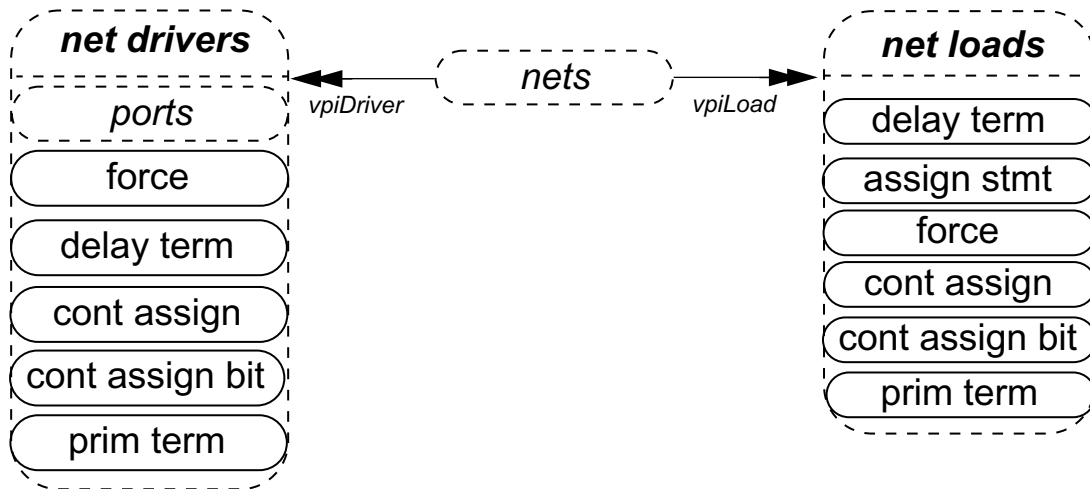 net drivers
ports
force
delay term
cont assign
cont assign bit
prim term
nets
vpiDriver
vpiLoad
net loads
delay term
assign stmt
force
cont assign
cont assign bit
prim term